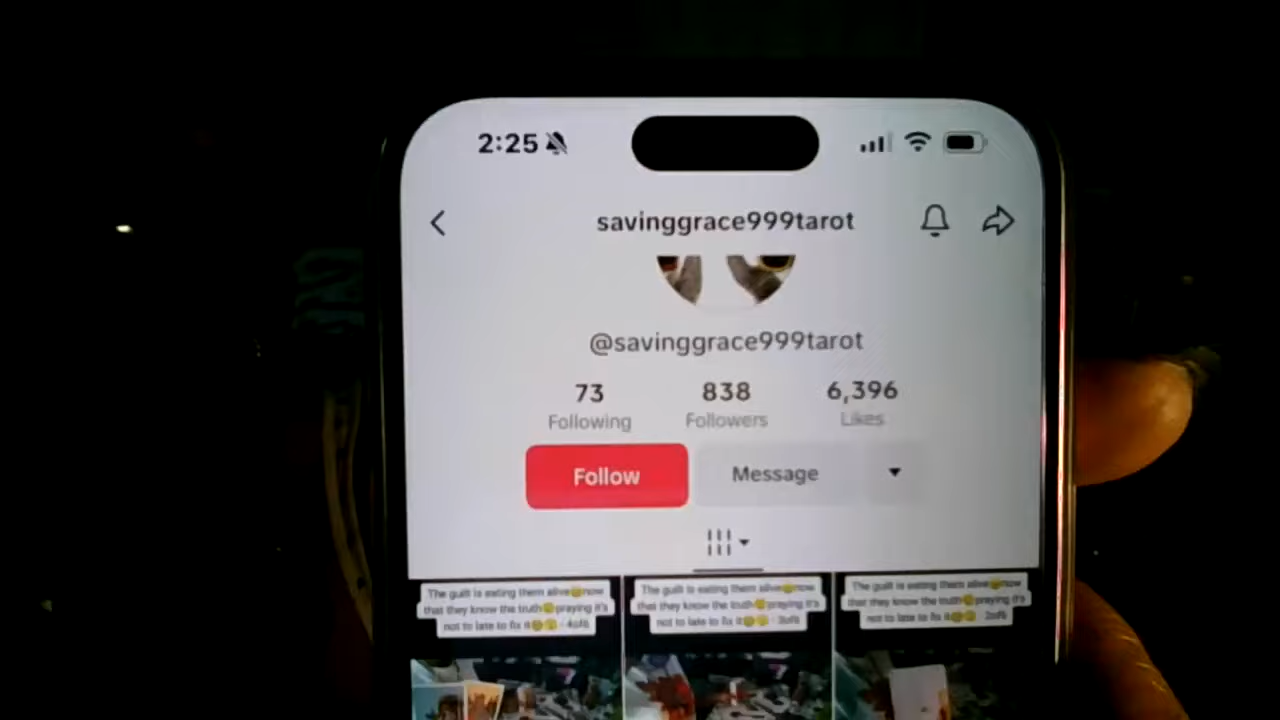 2:25
savinggrace999tarot
@savinggrace999tarot
73 838 6,396
Following Followers Likes
Follow Message
The guilt is eating them alive😭now
that they know the truth😭praying it's
not to late to fix it - 4of6
The guilt is eating them alive now
that they know the truth praying it's
not to late to fix it - 3of6
The guilt is eating them alive now
that they know the truth praying it's
not to late to fix it - 2of6